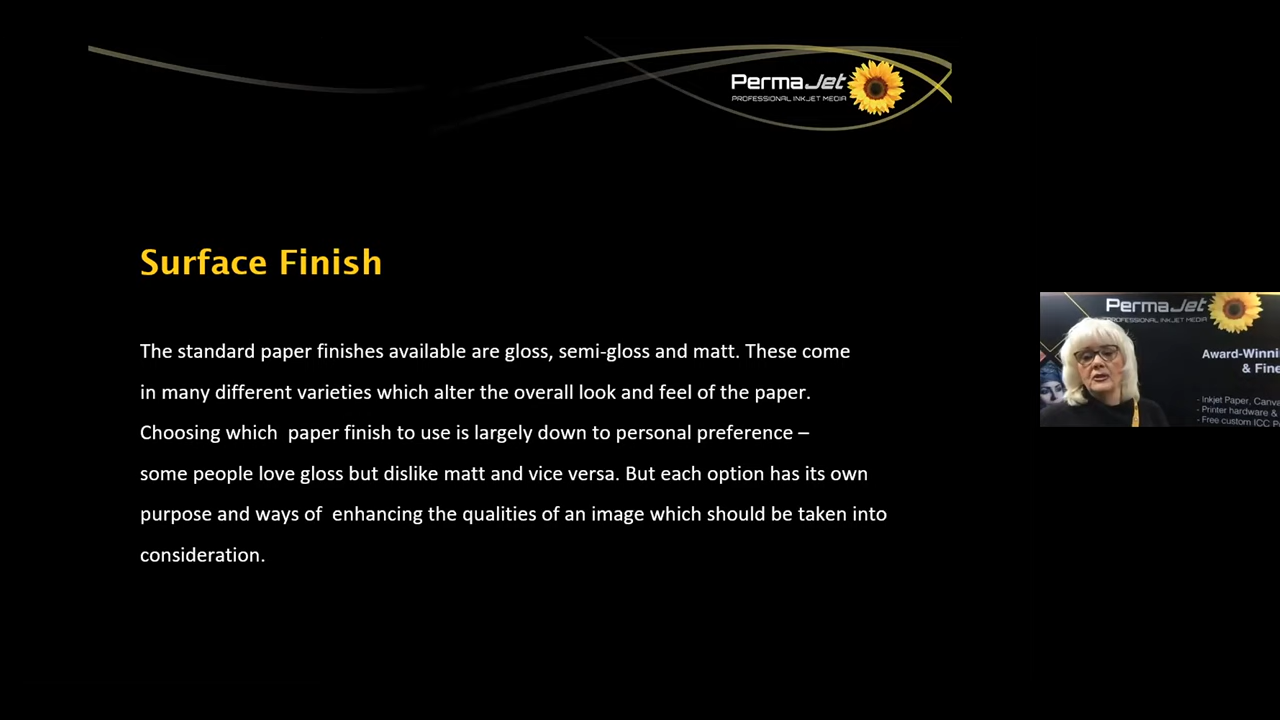 PermaJet
PROFESSIONAL INKJET MEDIA
Surface Finish
The standard paper finishes available are gloss, semi-gloss and matt. These come
in many different varieties which alter the overall look and feel of the paper.
Choosing which  paper finish to use is largely down to personal preference –
some people love gloss but dislike matt and vice versa. But each option has its own
purpose and ways of  enhancing the qualities of an image which should be taken into
consideration.
PermaJet
PROFESSIONAL INKJET MEDIA
Award-Winni
& Fine
- Inkjet Paper, Canva
- Printer hardware &
- Free custom ICC P